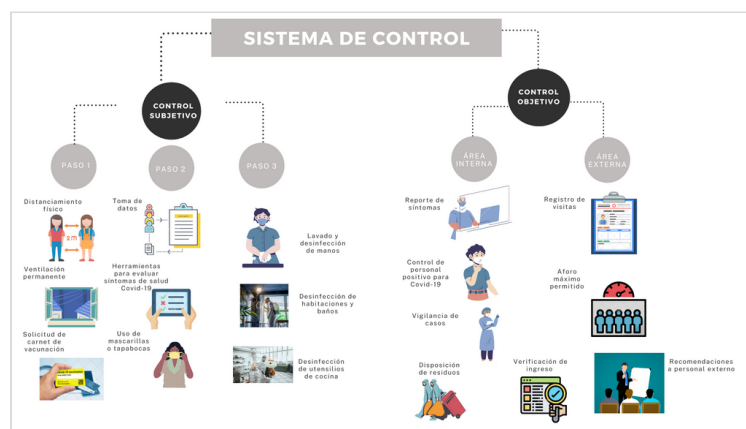 SISTEMA DE CONTROL
CONTROL
SUBJETIVO
PASO 1
PASO 2
PASO 3
Distanciamiento
físico
2 m
Ventilación
permanente
Solicitud de
carnet de
vacunación
Toma de
datos
Herramientas
para evaluar
síntomas de salud
Covid-19
Uso de
mascarillas
o tapabocas
Lavado y
desinfección
de manos
Desinfección de
habitaciones y
baños
Desinfección
de utensilios
de cocina
CONTROL
OBJETIVO
ÁREA
INTERNA
ÁREA
EXTERNA
Reporte de
síntomas
Control de
personal
positivo para
Covid-19
Vigilancia
de casos
Disposición
de residuos
Registro de
visitas
Aforo
máximo
permitido
Verificación de
ingreso
Recomendaciones
a personal externo